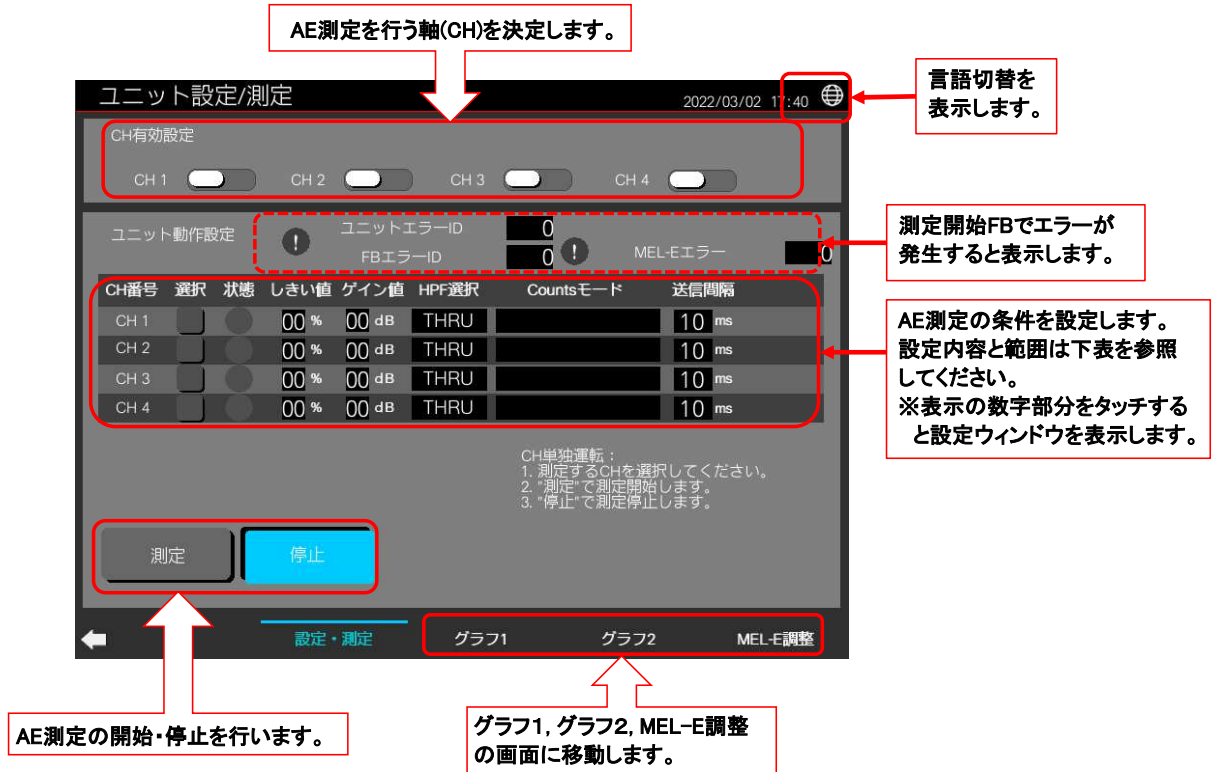 AE測定を行う軸(CH)を決定します。
言語切替を
表示します。
ユニット設定/測定
2022/03/02 17:40
CH有効設定
CH 1
CH 2
CH 3
CH 4
測定開始FBでエラーが
発生すると表示します。
ユニット動作設定
!
ユニットエラーID 0
FBエラーID 0
!
MEL-Eエラー 0
CH番号 選択 状態 しきい値 ゲイン値 HPF選択 Countsモード 送信間隔
CH 1 00 % 00 dB THRU 10 ms
CH 2 00 % 00 dB THRU 10 ms
CH 3 00 % 00 dB THRU 10 ms
CH 4 00 % 00 dB THRU 10 ms
AE測定の条件を設定します。
設定内容と範囲は下表を参照
してください。
※表示の数字部分をタッチする
と設定ウィンドウを表示します。
CH単独運転：
1. 測定するCHを選択してください。
2. "測定"で測定開始します。
3. "停止"で測定停止します。
測定
停止
設定・測定
グラフ1
グラフ2
MEL-E調整
AE測定の開始・停止を行います。
グラフ1, グラフ2, MEL-E調整
の画面に移動します。